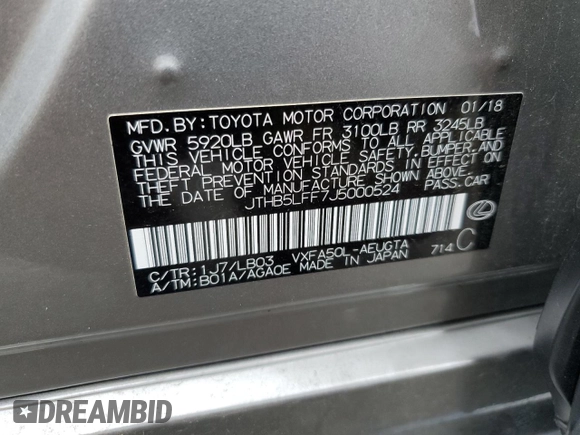 MFD.BY:TOYOTA MOTOR CORPORATION 01/18
GVWR 5920LB GAWR FR 3100LB RR 3245LB
THIS VEHICLE CONFORMS TO ALL APPLICABLE
FEDERAL MOTOR VEHICLE SAFETY, BUMPER, AND
THEFT PREVENTION STANDARDS IN EFFECT ON
THE DATE OF MANUFACTURE SHOWN ABOVE.
JTHB5LFF7J5000524 PASS.CAR
C/TR:1J7/LB03 VXFA50L-AEUGTA
A/TM:B01A/AGA0E MADE IN JAPAN 714 C
DREAMBID